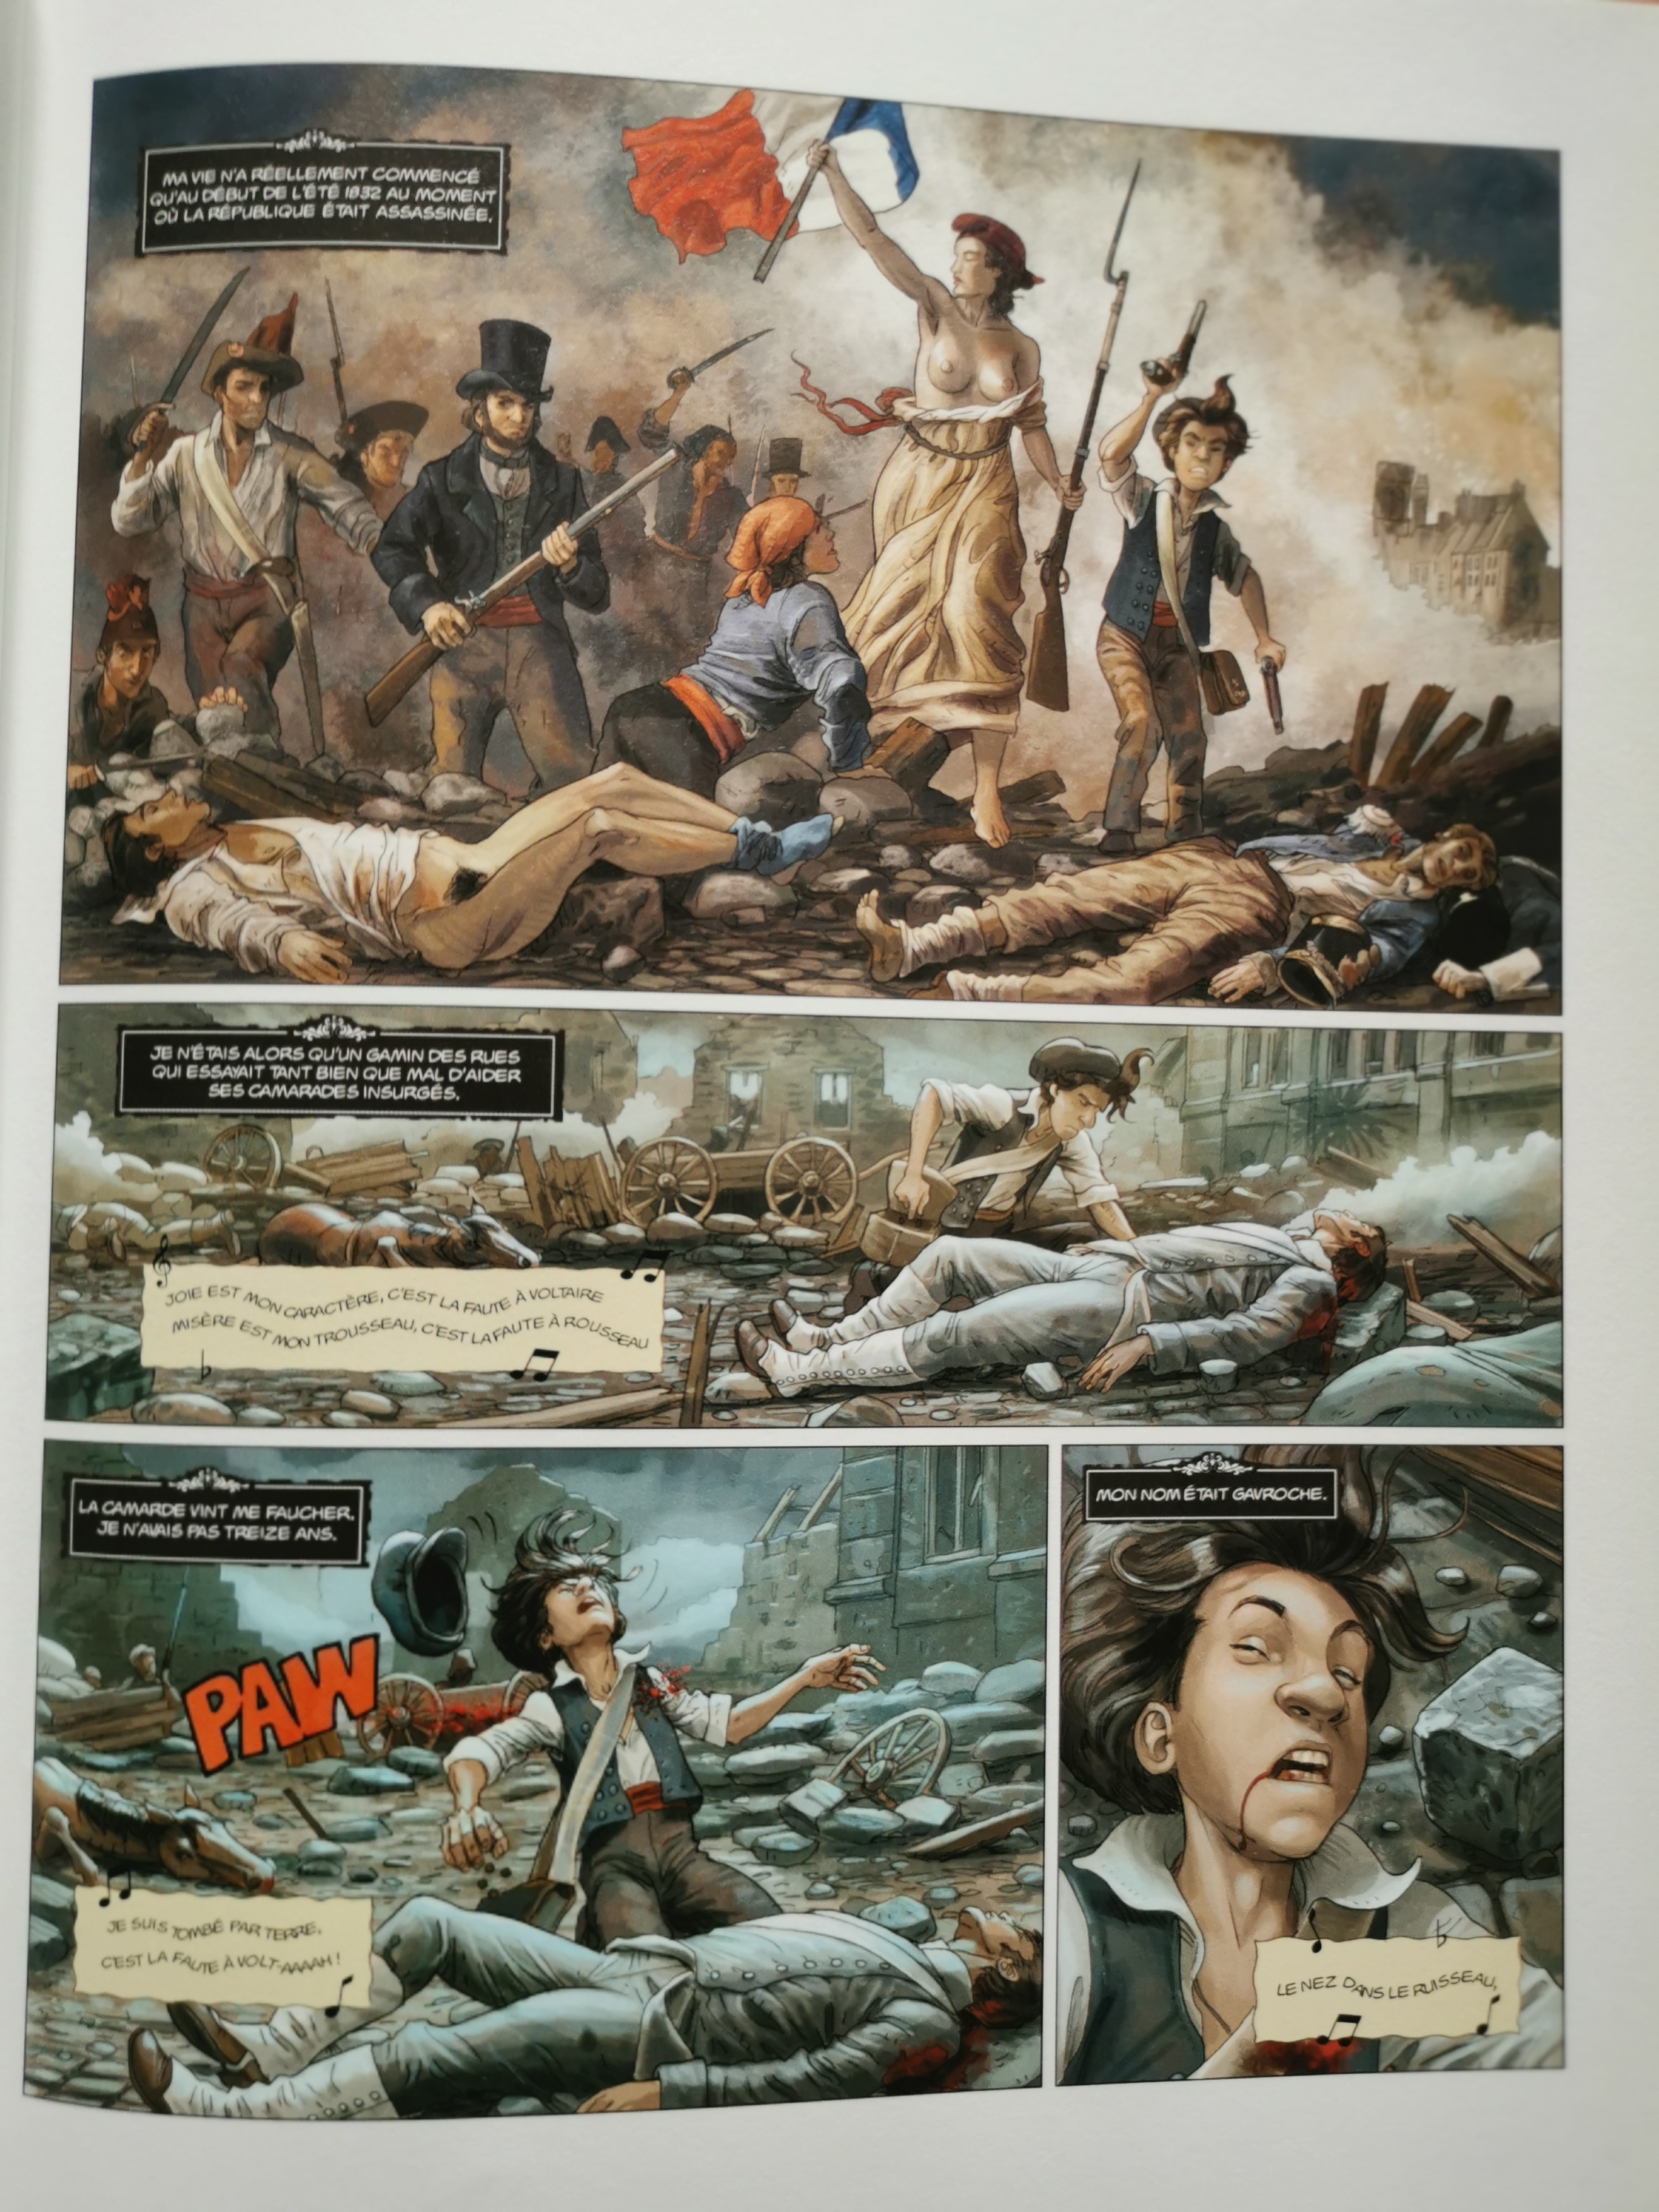 MA VIE N'A RÉELLEMENT COMMENCÉ
QU'AU DÉBUT DE L'ÉTÉ 1832 AU MOMENT
OÙ LA RÉPUBLIQUE ÉTAIT ASSASSINÉE.
JE N'ÉTAIS ALORS QU'UN GAMIN DES RUES
QUI ESSAYAIT TANT BIEN QUE MAL D'AIDER
SES CAMARADES INSURGÉS.
JOIE EST MON CARACTÈRE, C'EST LA FAUTE À VOLTAIRE
MISÈRE EST MON TROUSSEAU, C'EST LA FAUTE À ROUSSEAU
LA CAMARDE VINT ME FAUCHER.
JE N'AVAIS PAS TREIZE ANS.
PAW
JE SUIS TOMBÉ PAR TERRE,
C'EST LA FAUTE À VOLT-AAAAH !
MON NOM ÉTAIT GAVROCHE.
LE NEZ DANS LE RUISSEAU,